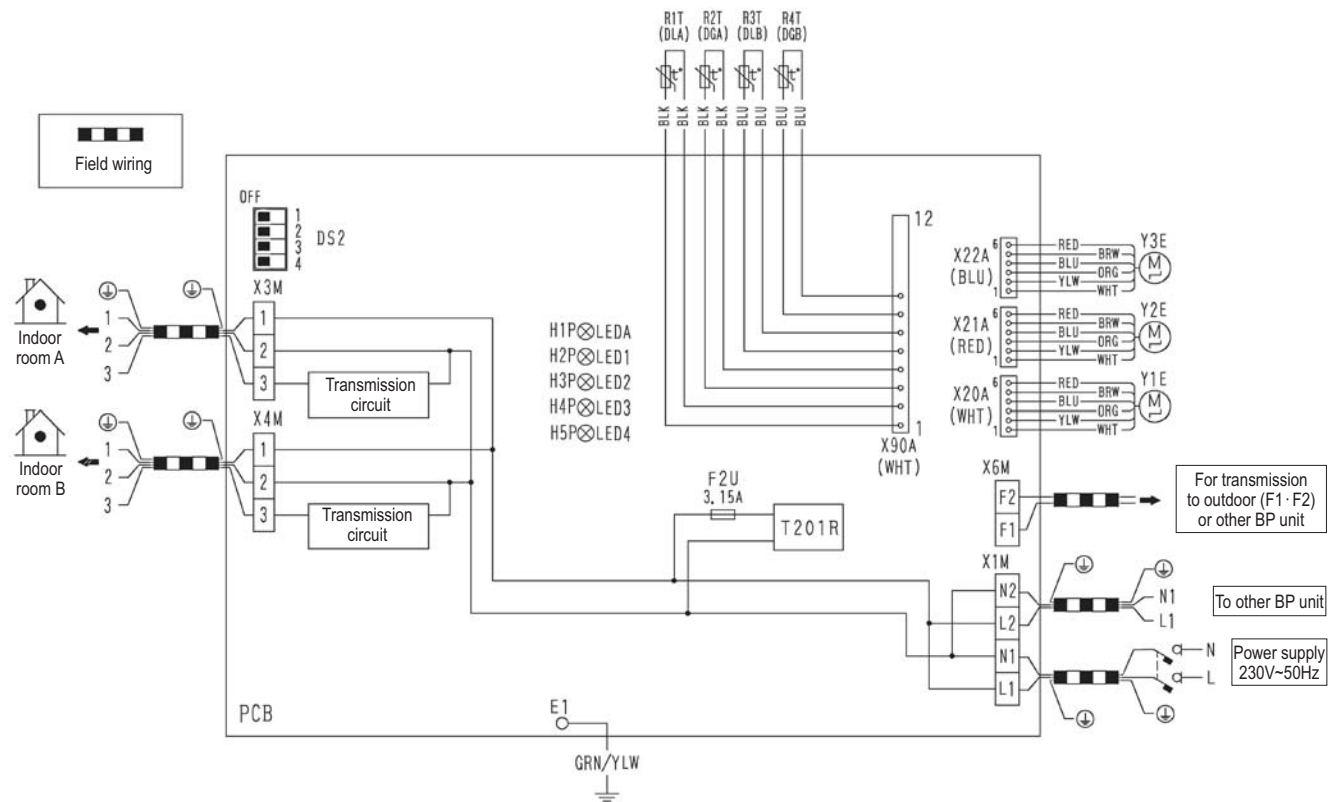 R1T R2T R3T R4T
(DLA) (DGA) (DLB) (DGB)
t° t° t° t°
BLK BLK BLK BLK BLU BLU BLU BLU
Field wiring
OFF
1
2
3
4
DS2
X3M
1
2
3
Indoor
room A
1
2
3
Transmission
circuit
X4M
1
2
3
Indoor
room B
1
2
3
Transmission
circuit
H1P LEDA
H2P LED1
H3P LED2
H4P LED3
H5P LED4
12
1
X90A
(WHT)
X22A
(BLU)
6
1
RED
BRW
BLU
ORG
YLW
WHT
Y3E
M
X21A
(RED)
6
1
RED
BRW
BLU
ORG
YLW
WHT
Y2E
M
X20A
(WHT)
6
1
RED
BRW
BLU
ORG
YLW
WHT
Y1E
M
F2U
3.15A
T201R
X6M
F2
F1
For transmission
to outdoor (F1·F2)
or other BP unit
X1M
N2
L2
N1
L1
N1
L1
To other BP unit
N
L
Power supply
230V~50Hz
PCB
E1
GRN/YLW